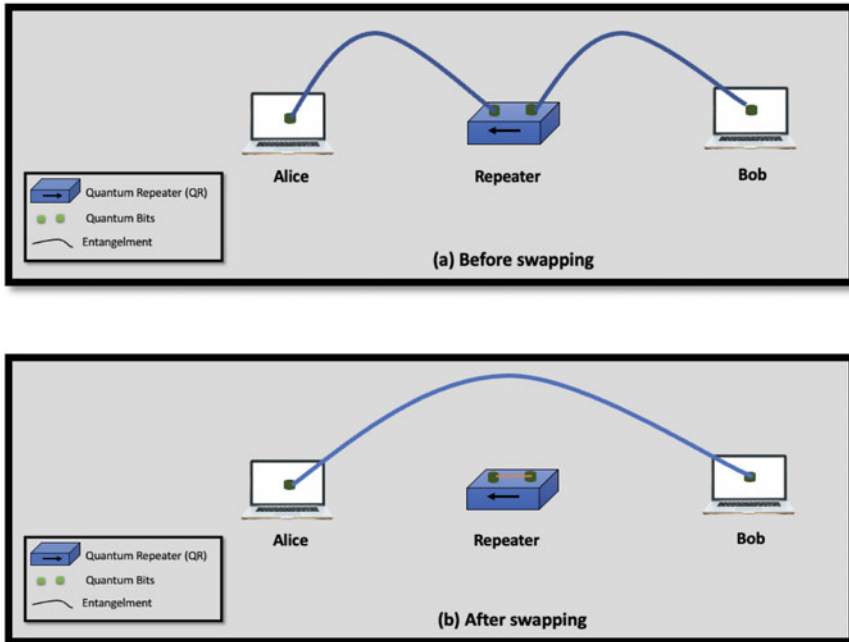 Alice
Repeater
Bob
Quantum Repeater (QR)
Quantum Bits
Entangelment
(a) Before swapping
Alice
Repeater
Bob
Quantum Repeater (QR)
Quantum Bits
Entangelment
(b) After swapping